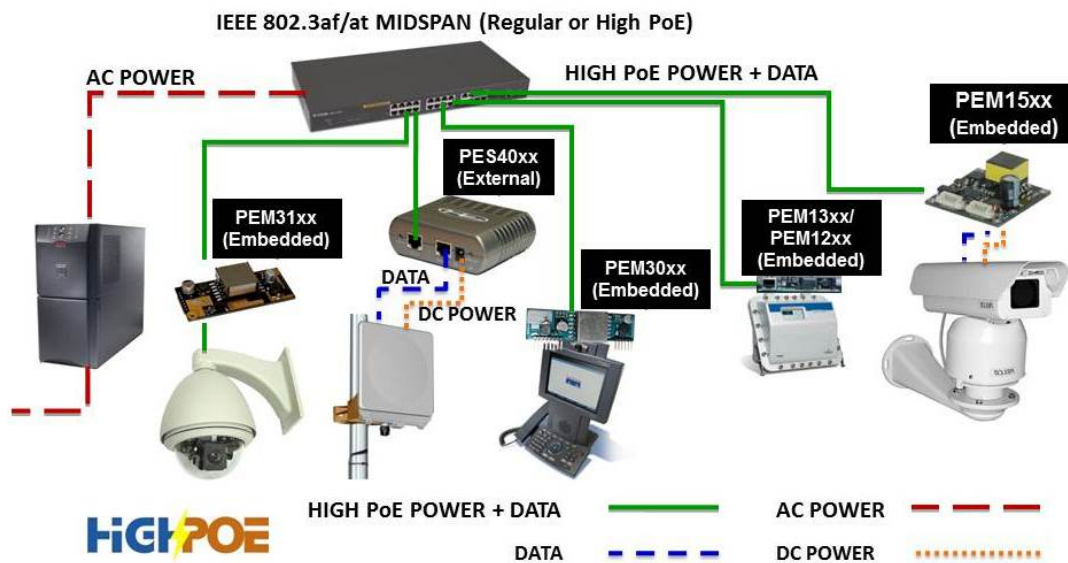 IEEE 802.3af/at MIDSPAN (Regular or High PoE)
AC POWER
HIGH PoE POWER + DATA
PEM15xx
(Embedded)
PES40xx
(External)
PEM31xx
(Embedded)
PEM13xx/
PEM12xx
(Embedded)
PEM30xx
(Embedded)
DATA
DC POWER
HIGH PoE POWER + DATA
AC POWER
HIGHPOE
DATA
DC POWER